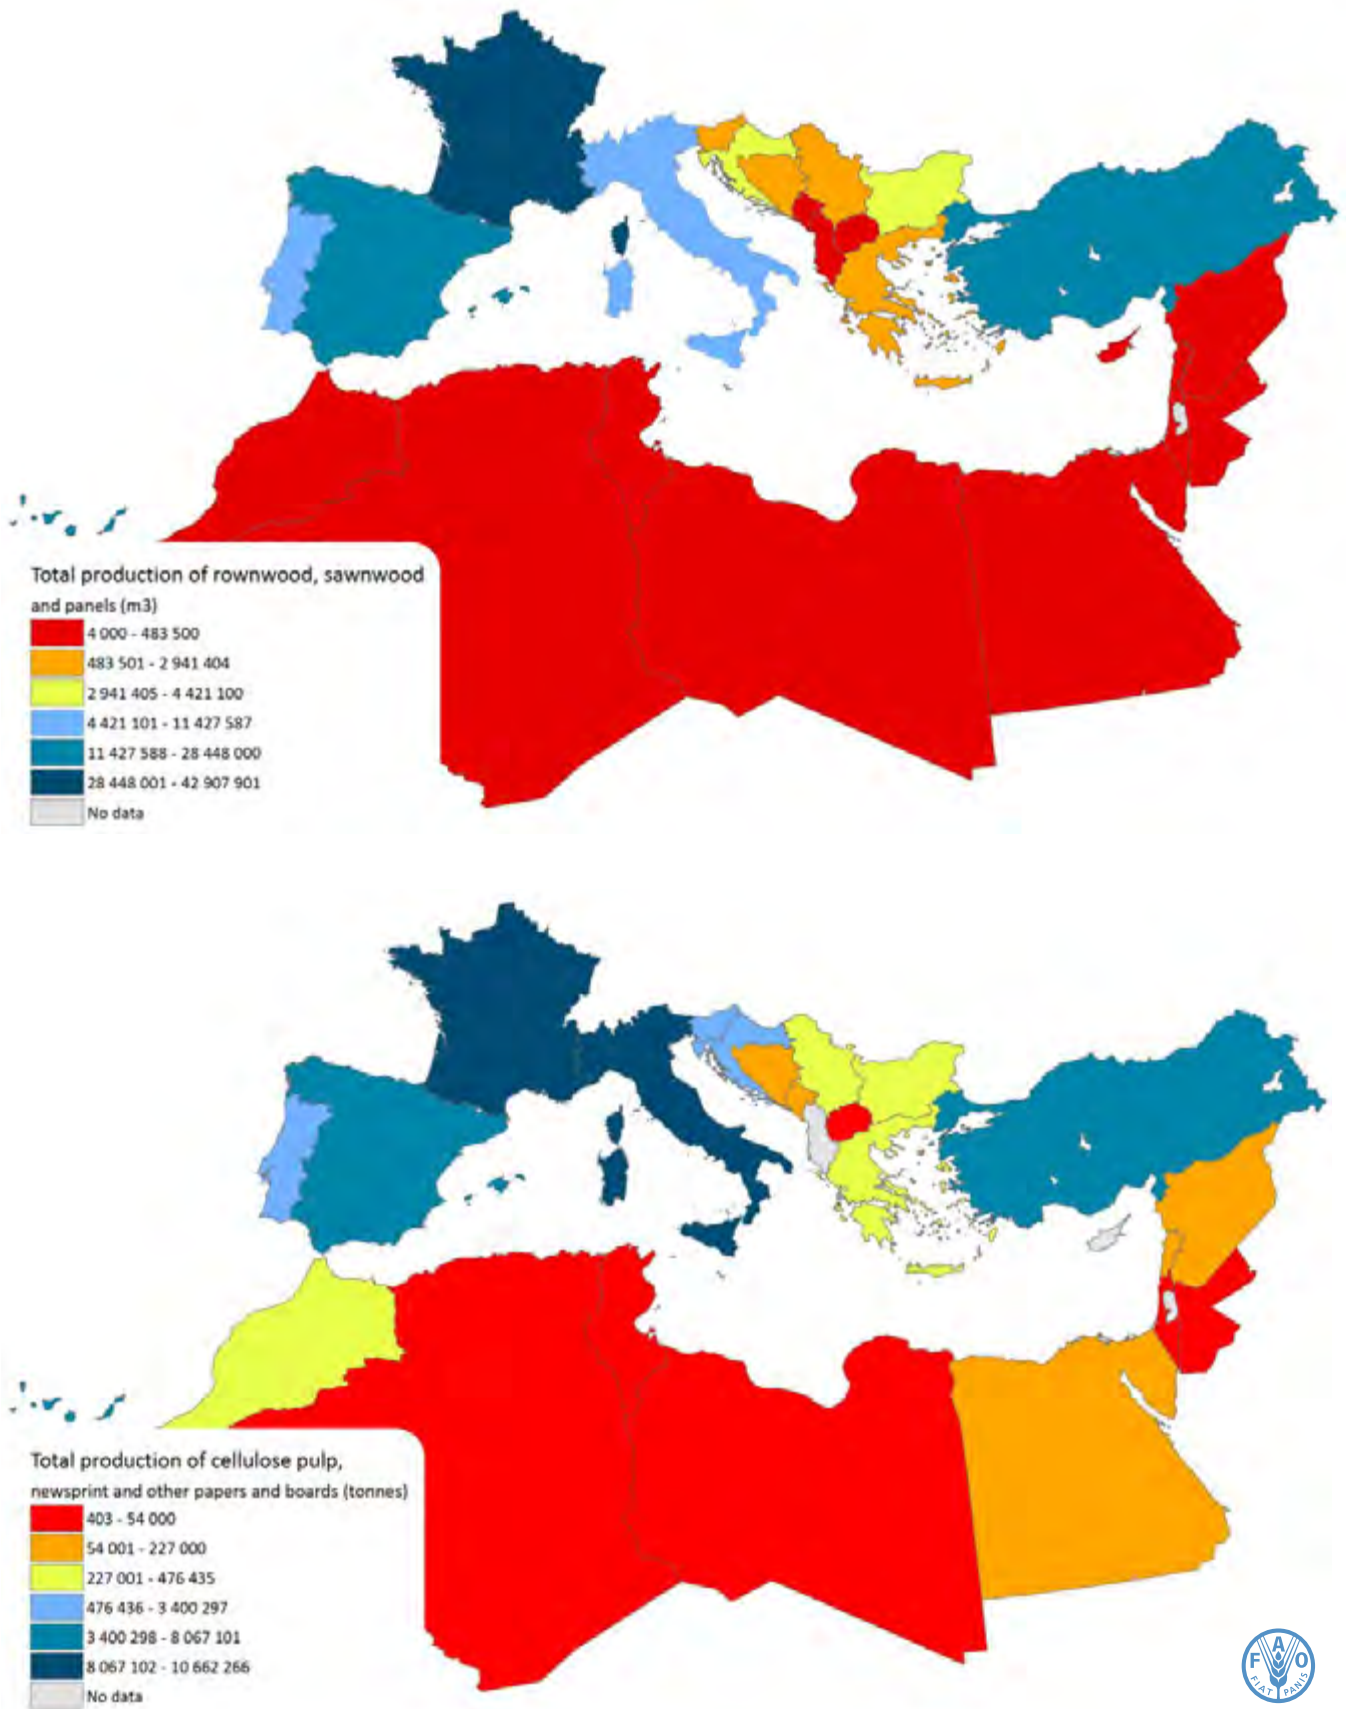 Total production of rownwood, sawnwood
and panels (m3)
4 000 - 483 500
483 501 - 2 941 404
2 941 405 - 4 421 100
4 421 101 - 11 427 587
11 427 588 - 28 448 000
28 448 001 - 42 907 901
No data
Total production of cellulose pulp,
newsprint and other papers and boards (tonnes)
403 - 54 000
54 001 - 227 000
227 001 - 476 435
476 436 - 3 400 297
3 400 298 - 8 067 101
8 067 102 - 10 662 266
No data
F A O
FIAT PANIS